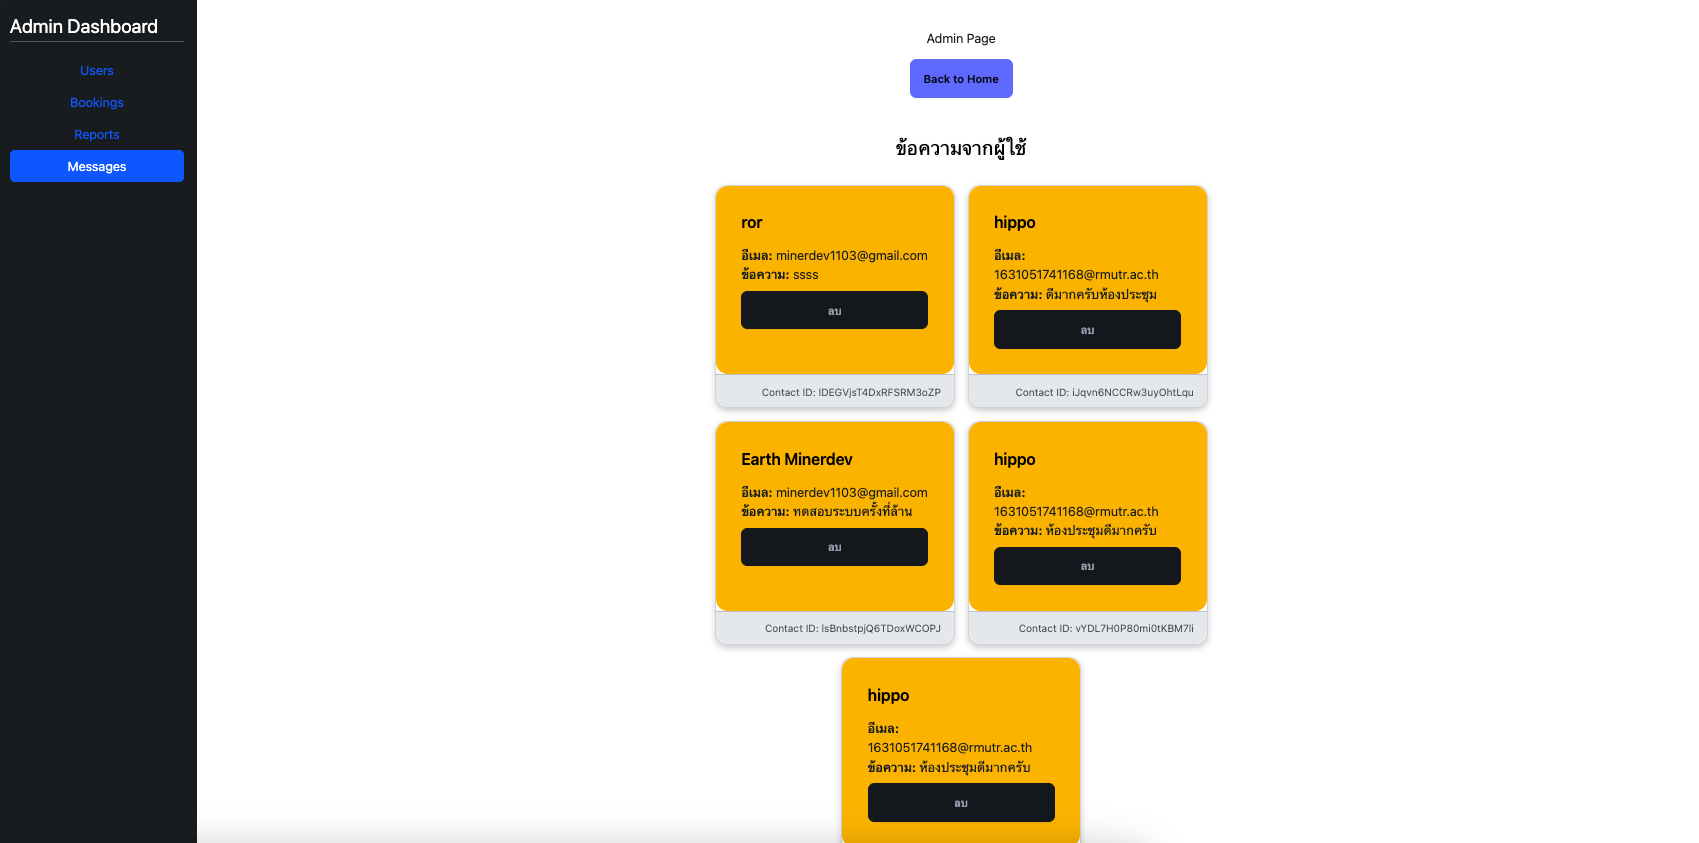 Admin Dashboard
Users
Bookings
Reports
Messages
Admin Page
Back to Home
ข้อความจากผู้ใช้
ror
อีเมล: minerdev1103@gmail.com
ข้อความ: ssss
ลบ
Contact ID: IDEGVjsT4DxRFSRM3oZP
hippo
อีเมล:
1631051741168@rmutr.ac.th
ข้อความ: ดีมากครับห้องประชุม
ลบ
Contact ID: iJqvn6NCCRw3uyOhtLqu
Earth Minerdev
อีเมล: minerdev1103@gmail.com
ข้อความ: ทดสอบระบบครั้งที่ล้าน
ลบ
Contact ID: IsBnbstpjQ6TDoxWCOPJ
hippo
อีเมล:
1631051741168@rmutr.ac.th
ข้อความ: ห้องประชุมดีมากครับ
ลบ
Contact ID: vYDL7H0P80mi0tKBM7li
hippo
อีเมล:
1631051741168@rmutr.ac.th
ข้อความ: ห้องประชุมดีมากครับ
ลบ